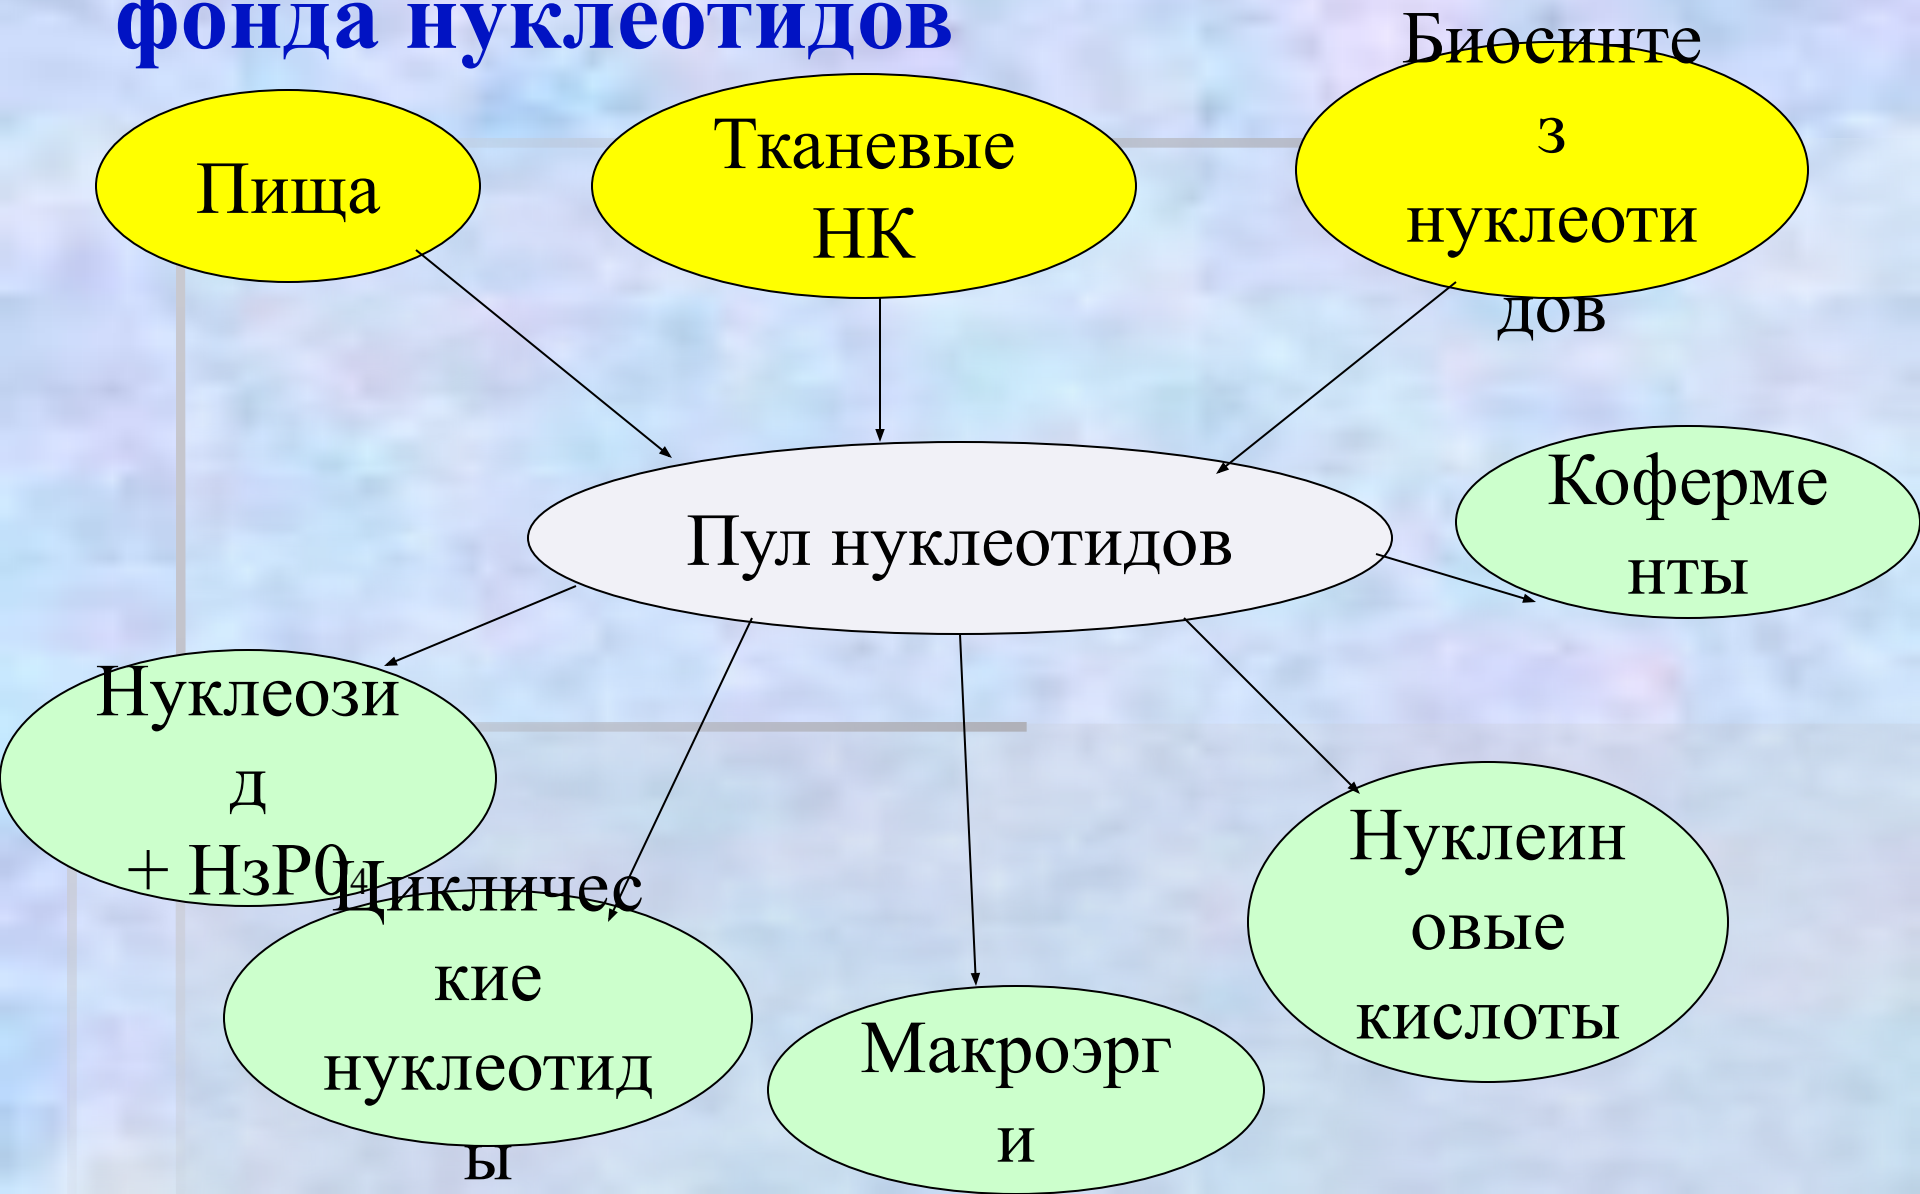 фонда нуклеотидов
Пища
Тканевые
НК
Биосинте
з
нуклеоти
дов
Пул нуклеотидов
Коферме
нты
Нуклеози
д
+ НзР04
Цикличес
кие
нуклеотид
ы
Макроэрг
и
Нуклеин
овые
кислоты